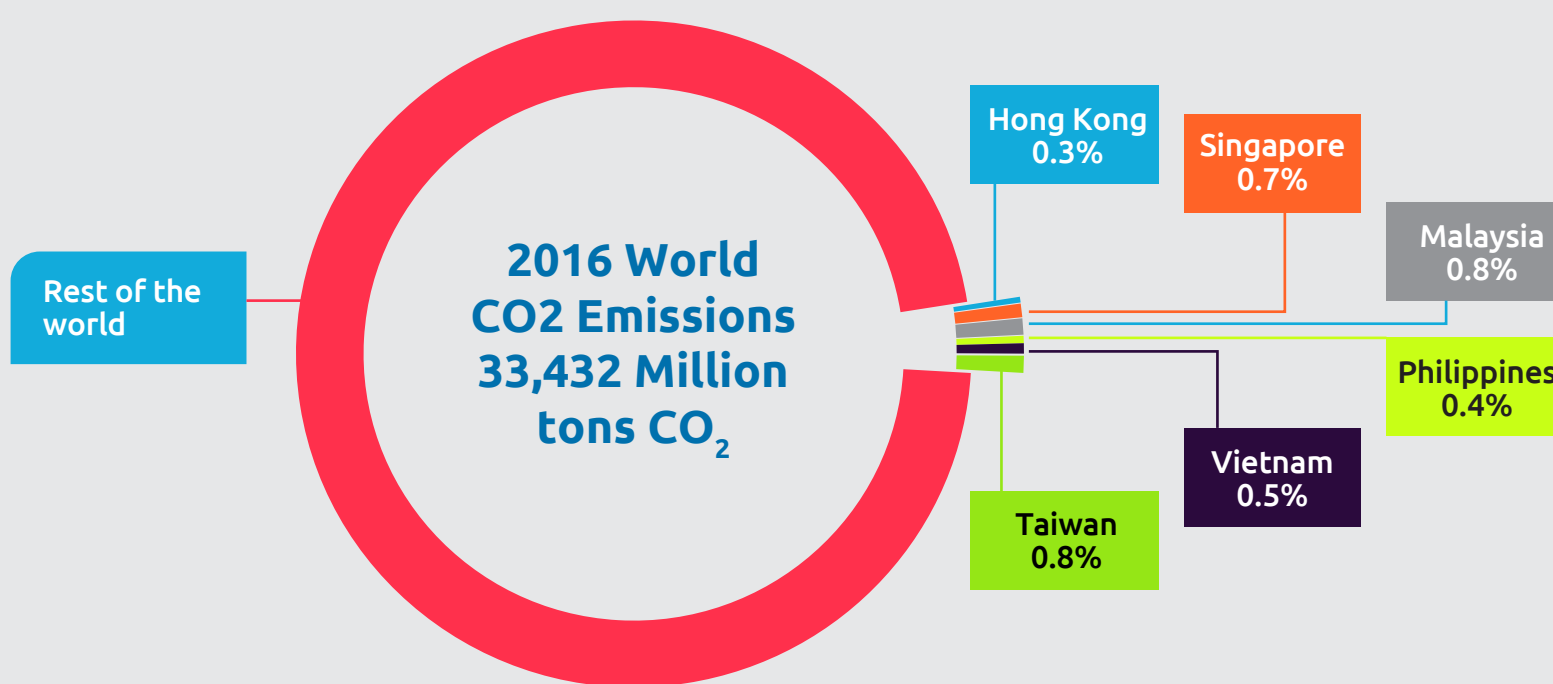 Rest of the
world
2016 World
CO2 Emissions
33,432 Million
tons CO₂
Hong Kong
0.3%
Singapore
0.7%
Malaysia
0.8%
Philippines
0.4%
Vietnam
0.5%
Taiwan
0.8%